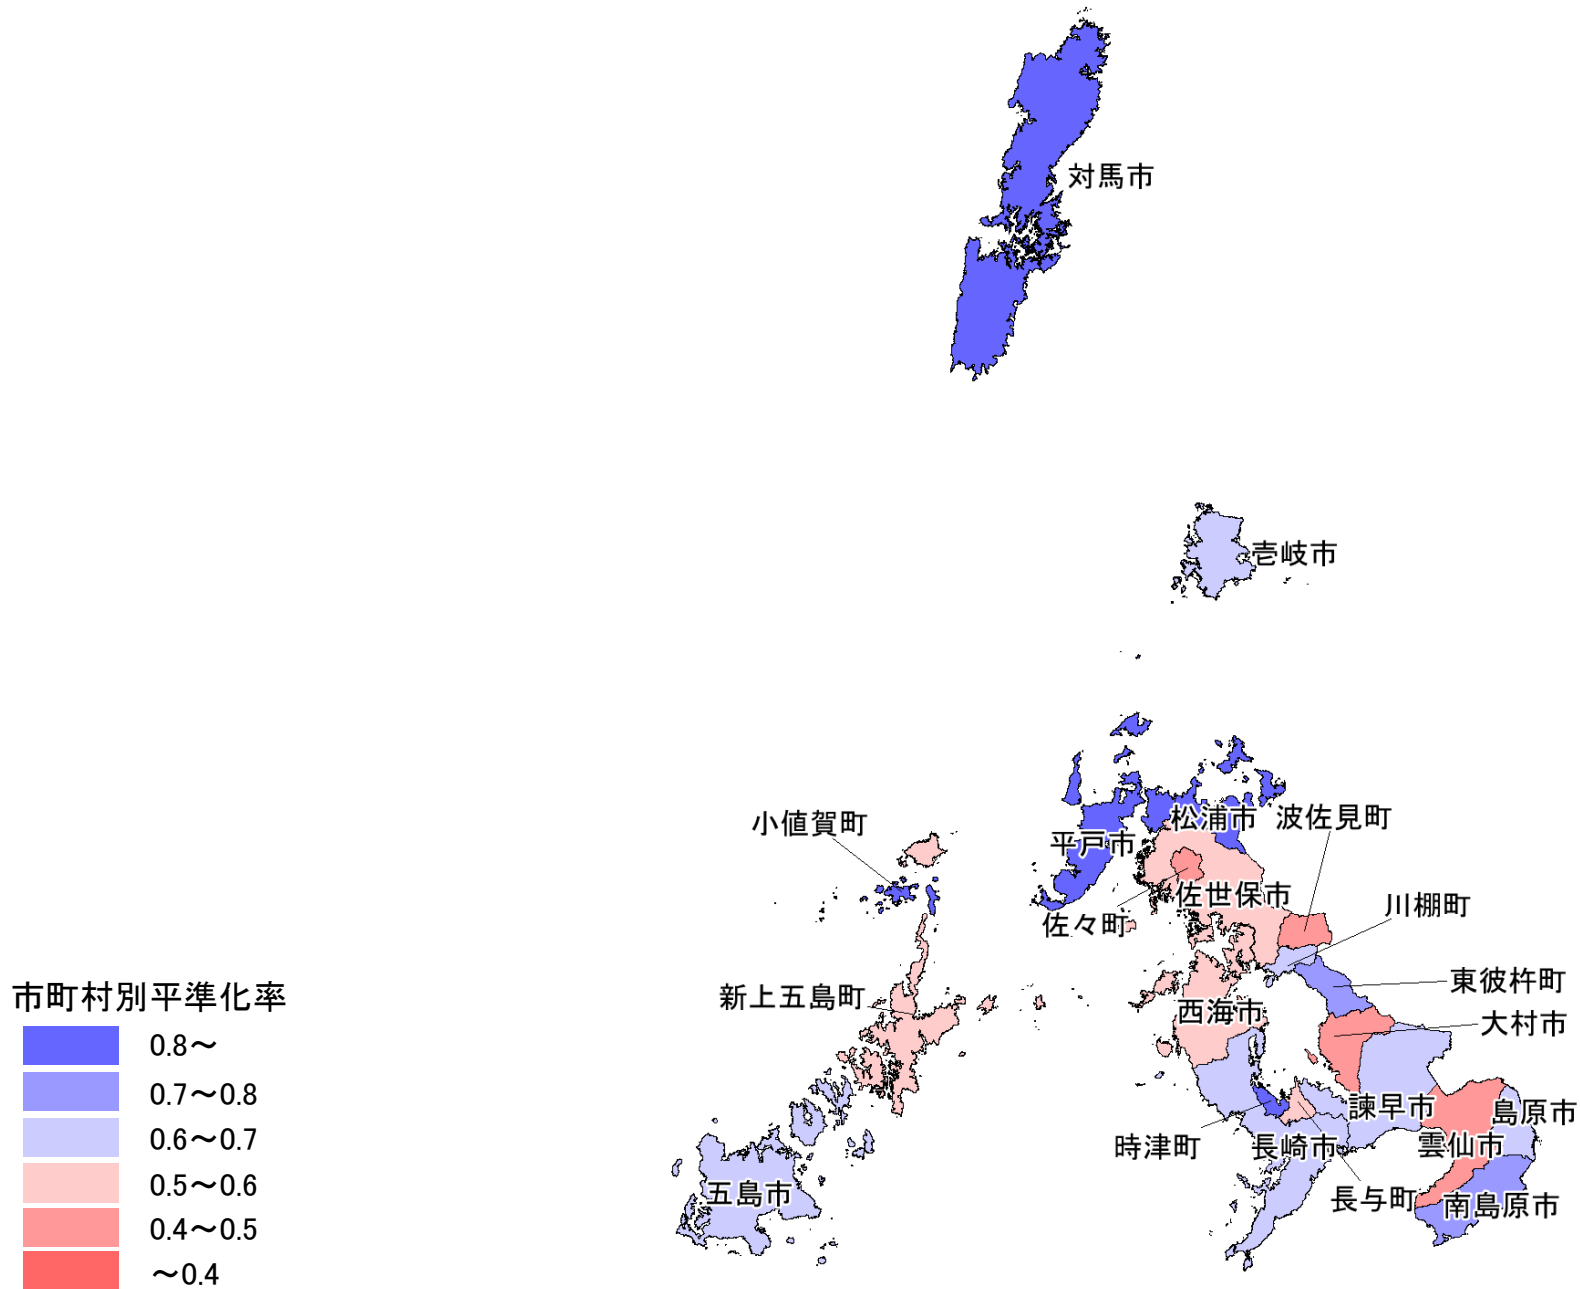 対馬市
壱岐市
小値賀町
松浦市
波佐見町
平戸市
佐世保市
川棚町
佐々町
東彼杵町
新上五島町
西海市
大村市
諫早市
島原市
時津町
長崎市
雲仙市
五島市
長与町
南島原市
市町村別平準化率
0.8～
0.7～0.8
0.6～0.7
0.5～0.6
0.4～0.5
～0.4